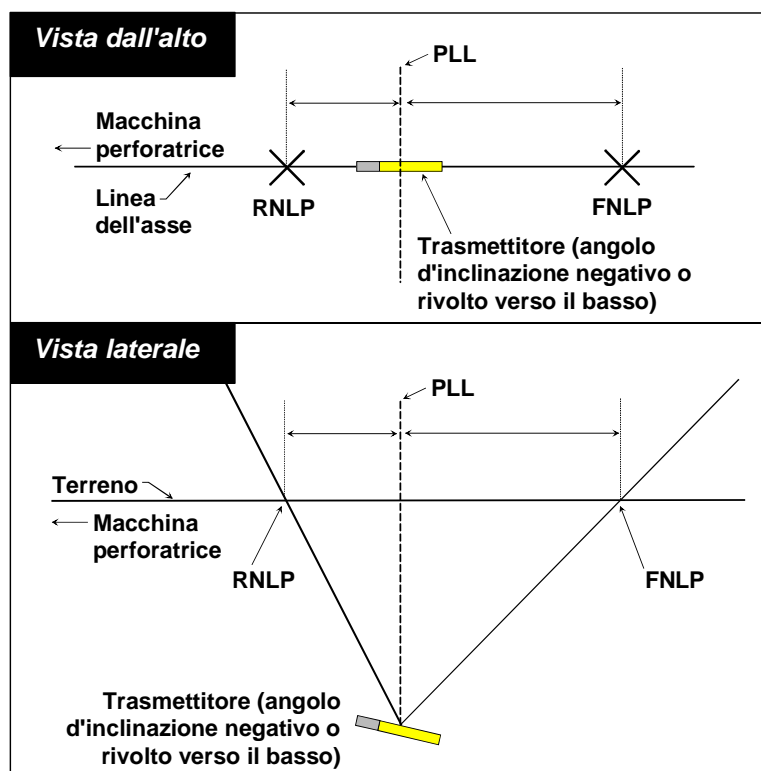 Vista dall'alto
PLL
Macchina
perforatrice
Linea
dell'asse
RNLP
FNLP
Trasmettitore (angolo
d'inclinazione negativo o
rivolto verso il basso)
Vista laterale
PLL
Terreno
Macchina
perforatrice
RNLP
FNLP
Trasmettitore (angolo
d'inclinazione negativo o
rivolto verso il basso)